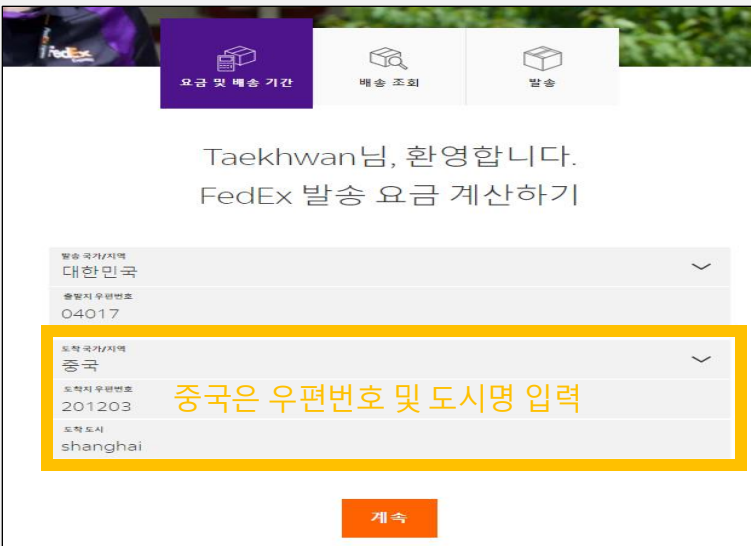 FedEx
요금 및 배송 기간
배송 조회
발송
Taekhwan님, 환영합니다.
FedEx 발송 요금 계산하기
발송 국가/지역
대한민국
출발지 우편번호
04017
도착 국가/지역
중국
도착지 우편번호
201203
중국은 우편번호 및 도시명 입력
도착 도시
shanghai
계속